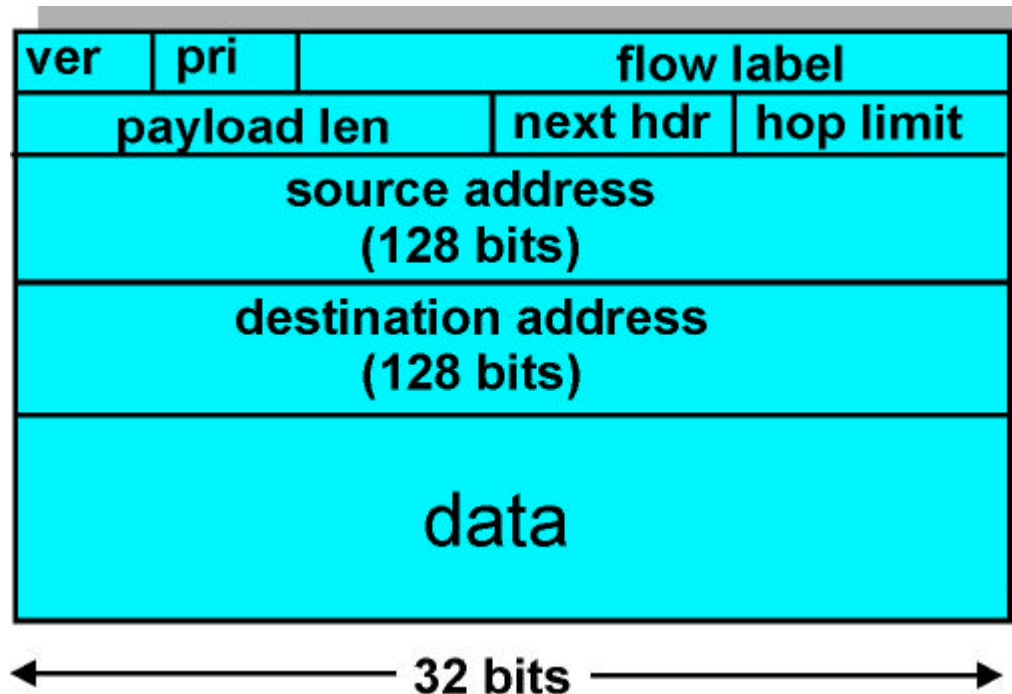 ver pri flow label
payload len next hdr hop limit
source address
(128 bits)
destination address
(128 bits)
data
32 bits